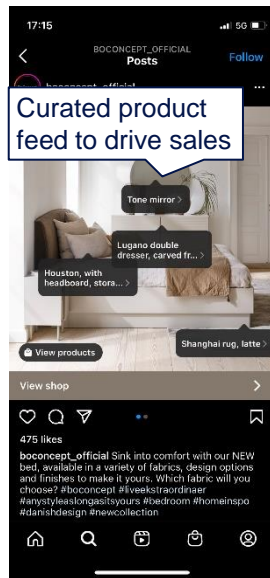 17:15
5G
BOCONCEPT_OFFICIAL
Posts
Follow
Curated product
feed to drive sales
Tone mirror >
Lugano double
dresser, carved fr... >
Houston, with
headboard, stora... >
Shanghai rug, latte >
View products
View shop
475 likes
boconcept_official Sink into comfort with our NEW
bed, available in a variety of fabrics, design options
and finishes to make it yours. Which fabric will you
choose? #boconcept #liveekstraordinaer
#anystyleaslongasitsyours #bedroom #homeinspo
#danishdesign #newcollection